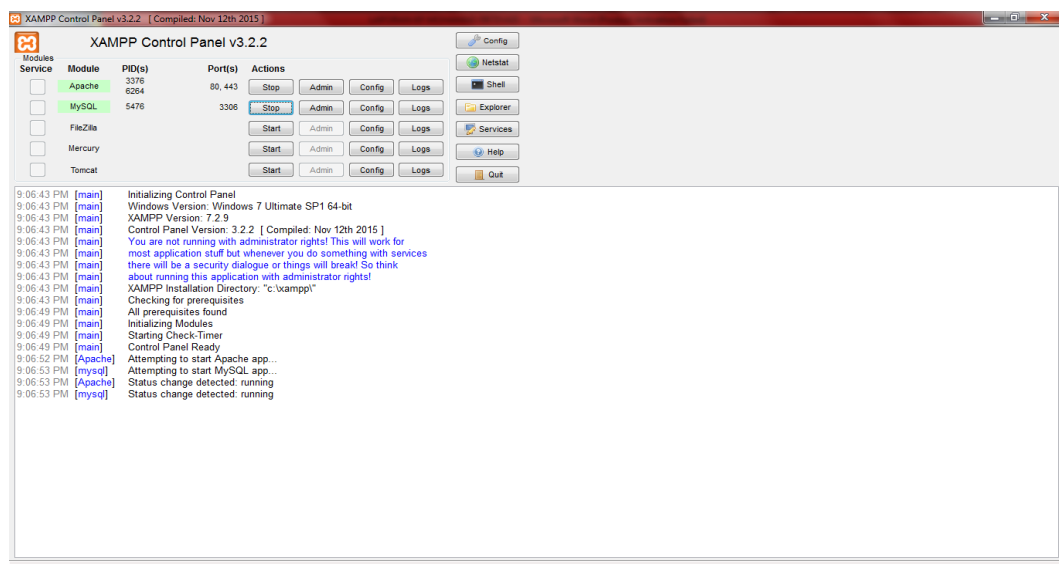 XAMPP Control Panel v3.2.2 [ Compiled: Nov 12th 2015 ]
XAMPP Control Panel v3.2.2
Config
Modules
Service Module PID(s) Port(s) Actions
Netstat
Apache 3376 6264 80, 443 Stop Admin Config Logs
Shell
MySQL 5476 3306 Stop Admin Config Logs
Explorer
FileZilla Start Admin Config Logs
Services
Mercury Start Admin Config Logs
Help
Tomcat Start Admin Config Logs
Quit
9:06:43 PM [main] Initializing Control Panel
9:06:43 PM [main] Windows Version: Windows 7 Ultimate SP1 64-bit
9:06:43 PM [main] XAMPP Version: 7.2.9
9:06:43 PM [main] Control Panel Version: 3.2.2 [ Compiled: Nov 12th 2015 ]
9:06:43 PM [main] You are not running with administrator rights! This will work for
9:06:43 PM [main] most application stuff but whenever you do something with services
9:06:43 PM [main] there will be a security dialogue or things will break! So think
9:06:43 PM [main] about running this application with administrator rights!
9:06:43 PM [main] XAMPP Installation Directory: "c:\xampp\"
9:06:43 PM [main] Checking for prerequisites
9:06:49 PM [main] All prerequisites found
9:06:49 PM [main] Initializing Modules
9:06:49 PM [main] Starting Check-Timer
9:06:49 PM [main] Control Panel Ready
9:06:52 PM [Apache] Attempting to start Apache app...
9:06:53 PM [mysql] Attempting to start MySQL app...
9:06:53 PM [Apache] Status change detected: running
9:06:53 PM [mysql] Status change detected: running